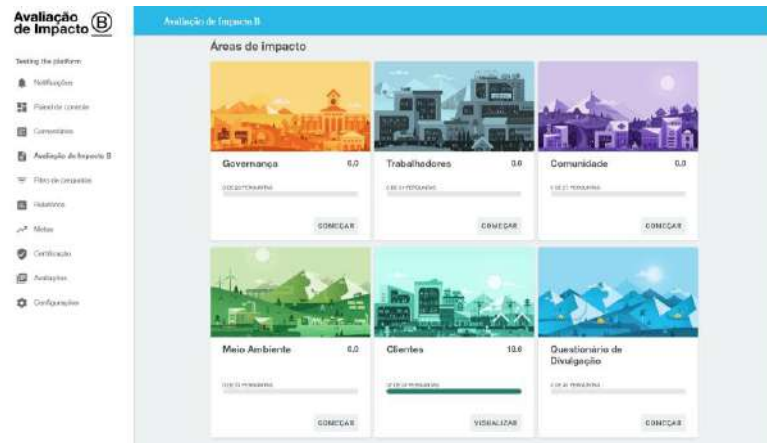 Avaliação
de Impacto B
Avaliação de Impacto B
Áreas de impacto
Testing the platform
Notificações
Painel de controle
Comentários
Avaliação de Impacto B
Filtro de perguntas
Relatórios
Metas
Certificação
Avaliações
Configurações
Governança 0,0
COMEÇAR
Trabalhadores 0.0
COMEÇAR
Comunidade 0.0
COMEÇAR
Meio Ambiente 0.0
COMEÇAR
Clientes
VISUALIZAR
Questionário de
Divulgação
COMEÇAR